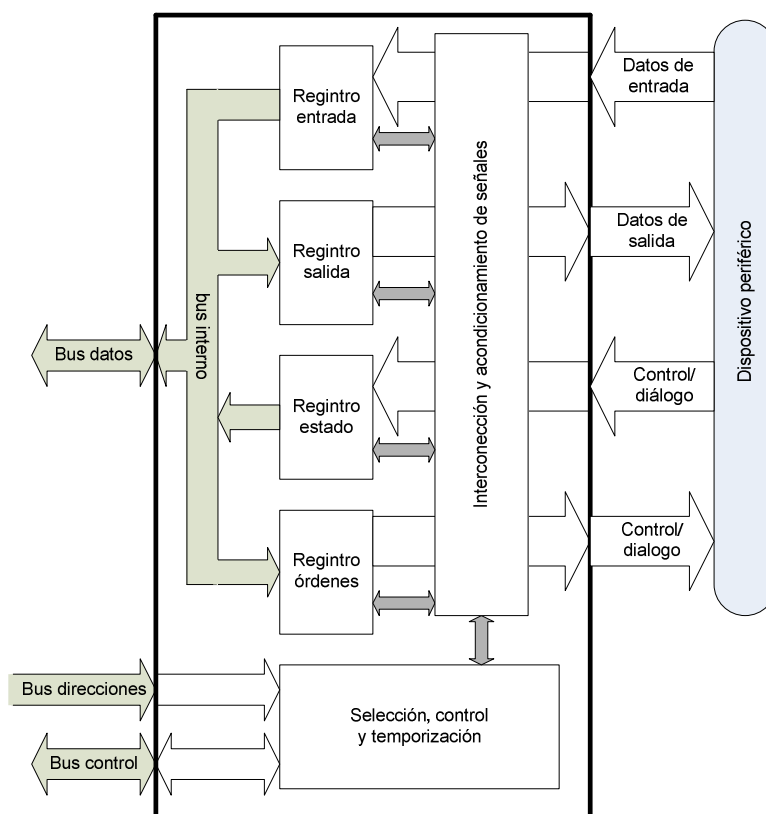 Regintro
entrada
Datos de
entrada
Regintro
salida
Datos de
salida
bus interno
Interconección y acondicionamiento de señales
Dispositivo periférico
Bus datos
Regintro
estado
Control/
diálogo
Regintro
órdenes
Control/
dialogo
Bus direcciones
Selección, control
y temporización
Bus control